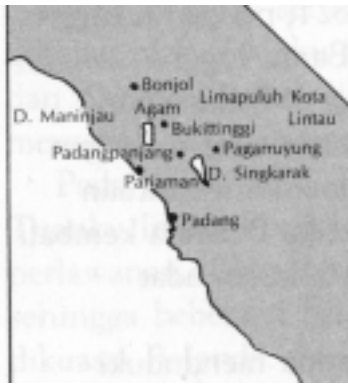 Bonjol
Limapuluh Kota
Agam
Lintau
D. Maninjau
Bukittinggi
Padangpanjang
Pagaruyung
Pariaman
D. Singkarak
Padang